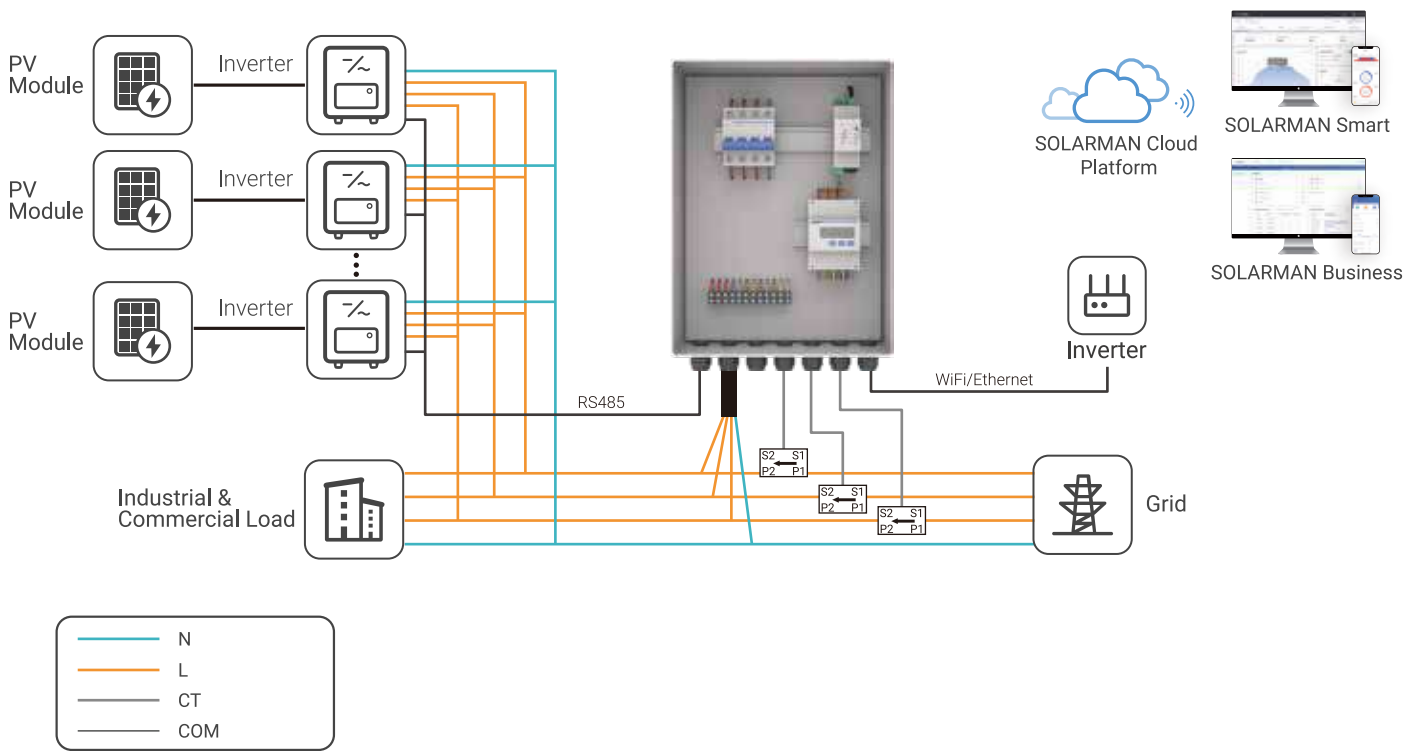 PV
Module
Inverter
PV
Module
Inverter
PV
Module
Inverter
RS485
WiFi/Ethernet
SOLARMAN Cloud
Platform
SOLARMAN Smart
SOLARMAN Business
Inverter
S2 S1
P2 P1
S2 S1
P2 P1
S2 S1
P2 P1
Industrial &
Commercial Load
Grid
N
L
CT
COM